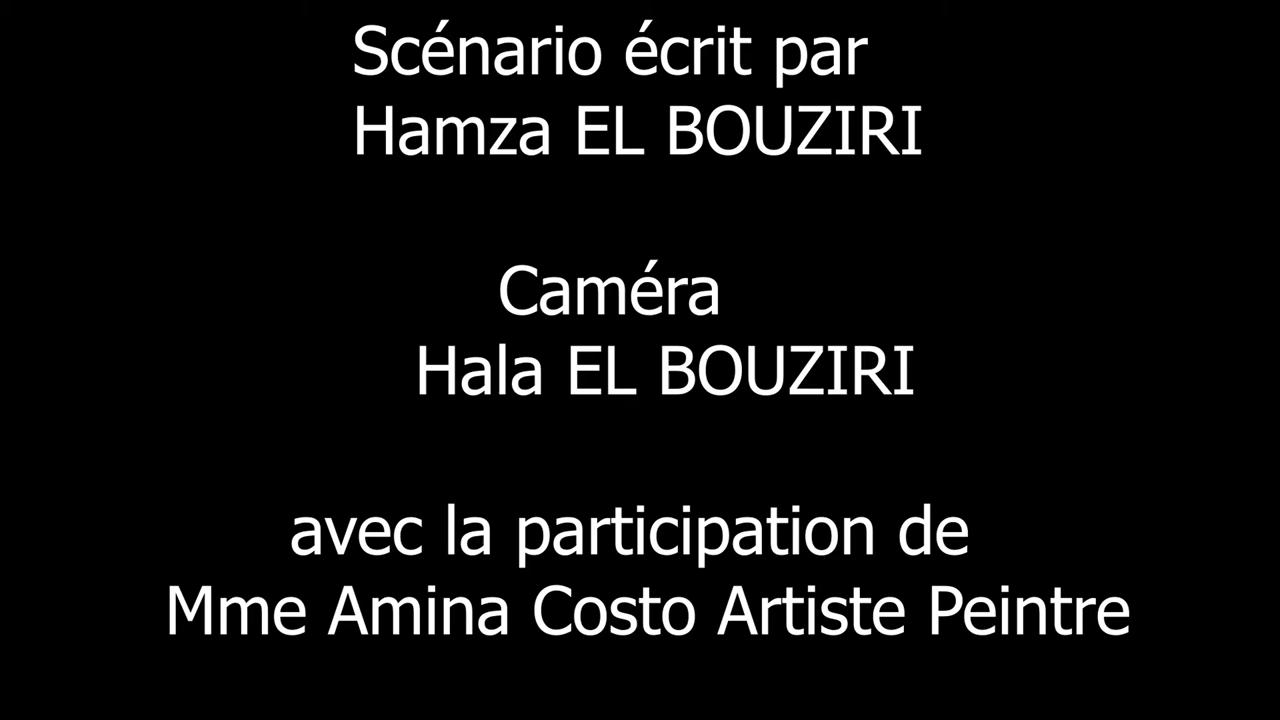 Scénario écrit par
Hamza EL BOUZIRI
Caméra
Hala EL BOUZIRI
avec la participation de
Mme Amina Costo Artiste Peintre